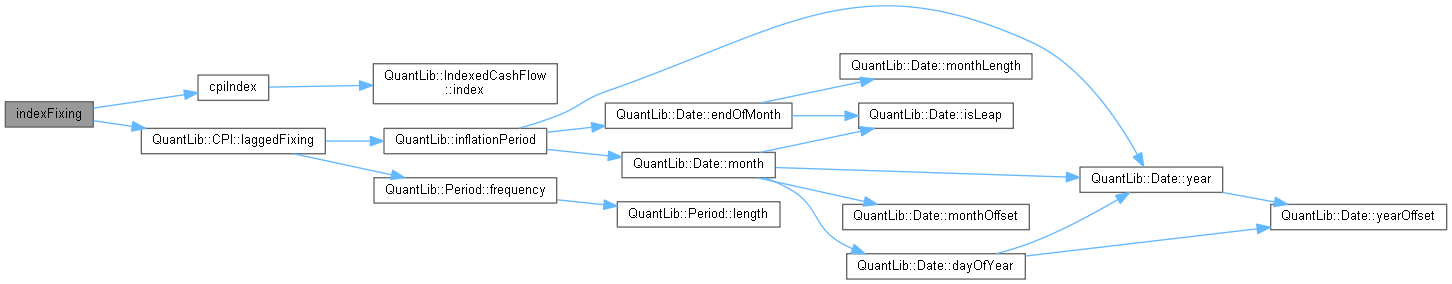 indexFixing
cpiIndex
QuantLib::IndexedCashFlow
::index
QuantLib::CPI::laggedFixing
QuantLib::inflationPeriod
QuantLib::Period::frequency
QuantLib::Date::endOfMonth
QuantLib::Date::month
QuantLib::Period::length
QuantLib::Date::monthLength
QuantLib::Date::isLeap
QuantLib::Date::monthOffset
QuantLib::Date::dayOfYear
QuantLib::Date::year
QuantLib::Date::yearOffset